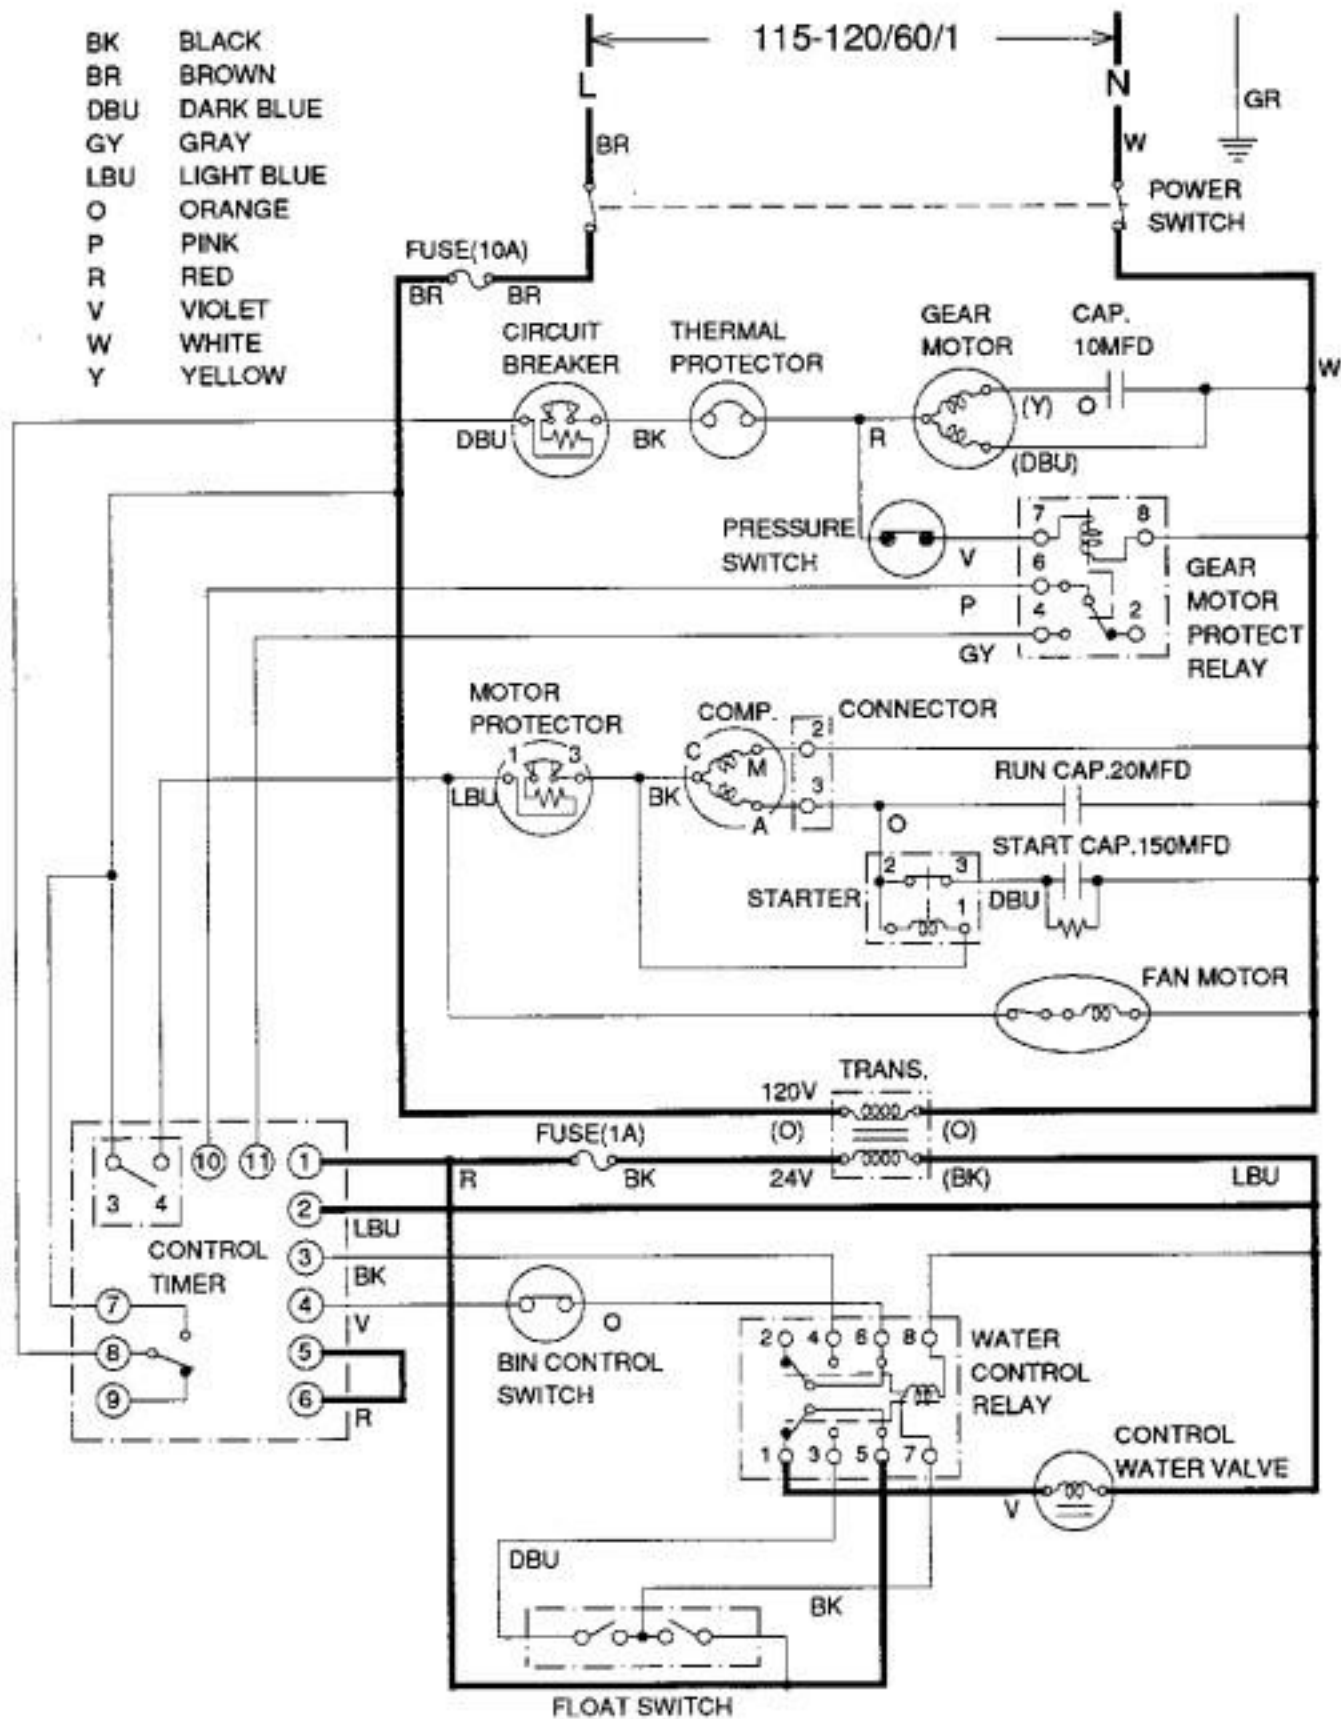 BK BLACK
BR BROWN
DBU DARK BLUE
GY GRAY
LBU LIGHT BLUE
O ORANGE
P PINK
R RED
V VIOLET
W WHITE
Y YELLOW
115-120/60/1
L
N
GR
BR
W
POWER
SWITCH
FUSE(10A)
BR
BR
CIRCUIT
BREAKER
THERMAL
PROTECTOR
GEAR
MOTOR
CAP.
10MFD
W
DBU
BK
R
(Y)
O
(DBU)
PRESSURE
SWITCH
V
7
8
6
P
4
2
GY
GEAR
MOTOR
PROTECT
RELAY
MOTOR
PROTECTOR
1
3
COMP.
C
M
A
CONNECTOR
2
3
LBU
BK
RUN CAP.20MFD
O
START CAP.150MFD
STARTER
2
3
1
DBU
FAN MOTOR
TRANS.
120V
(O)
(O)
FUSE(1A)
R
BK
24V
(BK)
LBU
10
11
1
3
4
2
LBU
CONTROL
TIMER
3
BK
7
4
V
8
5
9
6
R
BIN CONTROL
SWITCH
O
2
4
6
8
WATER
CONTROL
RELAY
1
3
5
7
CONTROL
WATER VALVE
V
DBU
BK
FLOAT SWITCH